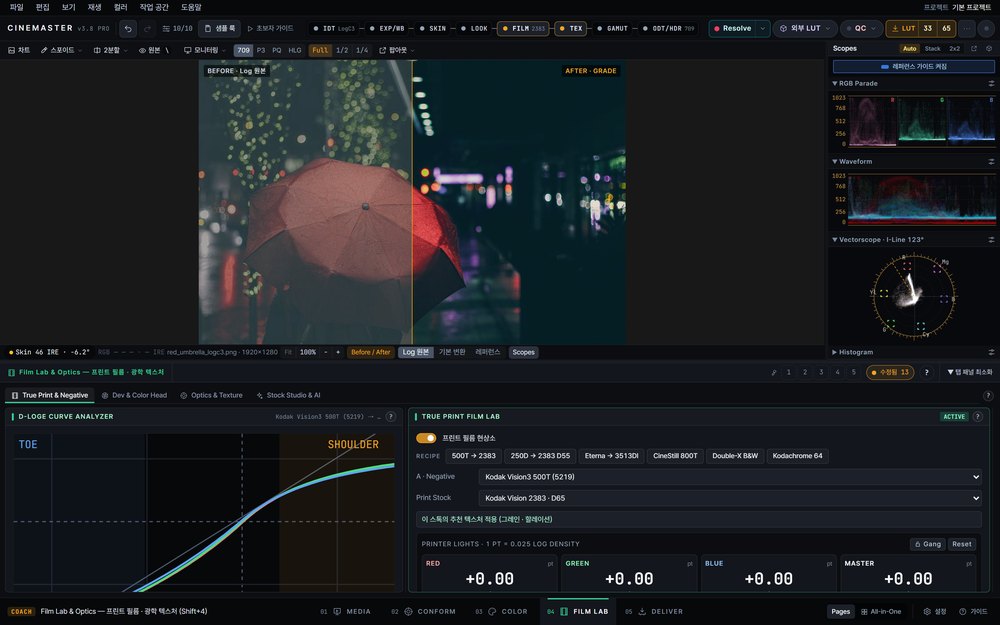 파일 편집 보기 재생 컬러 작업 공간 도움말 프로젝트 기본 프로젝트
CINEMASTER v3.8 PRO 10/10 샘플 룩 초보자 가이드 IDT LogC3 EXP/WB SKIN LOOK FILM 2383 TEX GAMUT ODT/HDR 709 Resolve 외부 LUT QC LUT 33 65
차트 스포이드 2분할 원본 \ 모니터링 709 P3 PQ HLG Full 1/2 1/4 팝아웃
Scopes Auto Stack 2x2
BEFORE · Log 원본 AFTER · GRADE
레퍼런스 가이드 켜짐
RGB Parade
R G B
1023
768
512
256
0
Waveform
1023
768
512
256
0
Vectorscope · I-Line 123°
R Mg
YL B
G Cy
Histogram
Skin 46 IRE · -6.2° RGB — — — — IRE red_umbrella_logc3.png · 1920×1280 Fit 100% - + Before / After Log 원본 기본 변환 레퍼런스 Scopes
Film Lab & Optics — 프린트 필름 · 광학 텍스처 1 2 3 4 5 수정됨 13 ? 탭 패널 최소화
True Print & Negative Dev & Color Head Optics & Texture Stock Studio & AI ?
D-LOGE CURVE ANALYZER Kodak Vision3 500T (5219) → … ?
TOE SHOULDER
TRUE PRINT FILM LAB ACTIVE ?
프린트 필름 현상소
RECIPE 500T → 2383 250D → 2383 D55 Eterna → 3513DI CineStill 800T Double-X B&W Kodachrome 64
A · Negative Kodak Vision3 500T (5219)
Print Stock Kodak Vision 2383 · D65
이 스톡의 추천 텍스처 적용 (그레인 · 할레이션)
PRINTER LIGHTS · 1 PT = 0.025 LOG DENSITY Gang Reset
RED pt GREEN pt BLUE pt MASTER pt
+0.00 +0.00 +0.00 +0.00
COACH Film Lab & Optics — 프린트 필름 · 광학 텍스처 (Shift+4) 01 MEDIA 02 CONFORM 03 COLOR 04 FILM LAB 05 DELIVER Pages All-in-One 설정 가이드